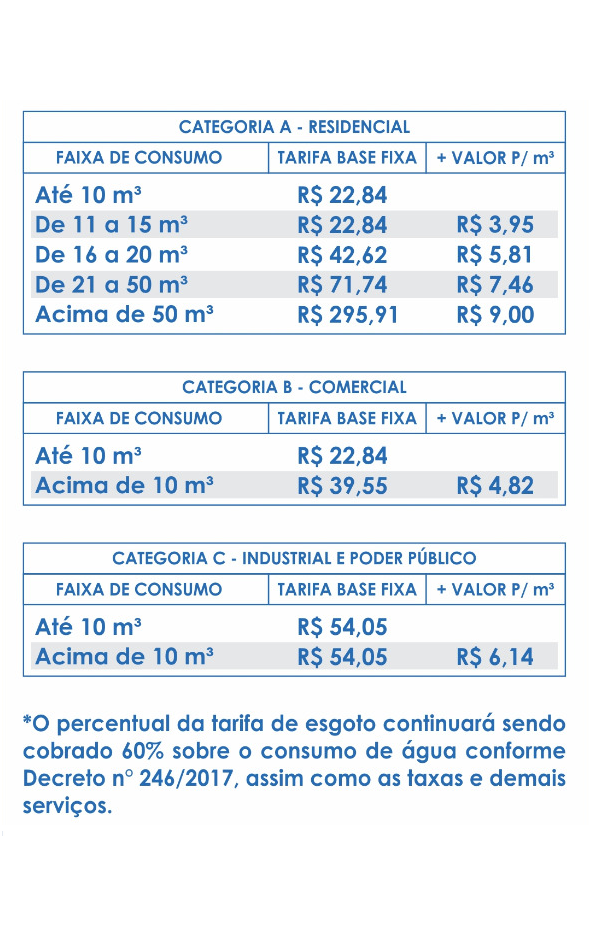 CATEGORIA A - RESIDENCIAL
FAIXA DE CONSUMO TARIFA BASE FIXA + VALOR P/ m³
Até 10 m³ R$ 22,84
De 11 a 15 m³ R$ 22,84 R$ 3,95
De 16 a 20 m³ R$ 42,62 R$ 5,81
De 21 a 50 m³ R$ 71,74 R$ 7,46
Acima de 50 m³ R$ 295,91 R$ 9,00
CATEGORIA B - COMERCIAL
FAIXA DE CONSUMO TARIFA BASE FIXA + VALOR P/ m³
Até 10 m³ R$ 22,84
Acima de 10 m³ R$ 39,55 R$ 4,82
CATEGORIA C - INDUSTRIAL E PODER PÚBLICO
FAIXA DE CONSUMO TARIFA BASE FIXA + VALOR P/ m³
Até 10 m³ R$ 54,05
Acima de 10 m³ R$ 54,05 R$ 6,14
*O percentual da tarifa de esgoto continuará sendo
cobrado 60% sobre o consumo de água conforme
Decreto n° 246/2017, assim como as taxas e demais
serviços.